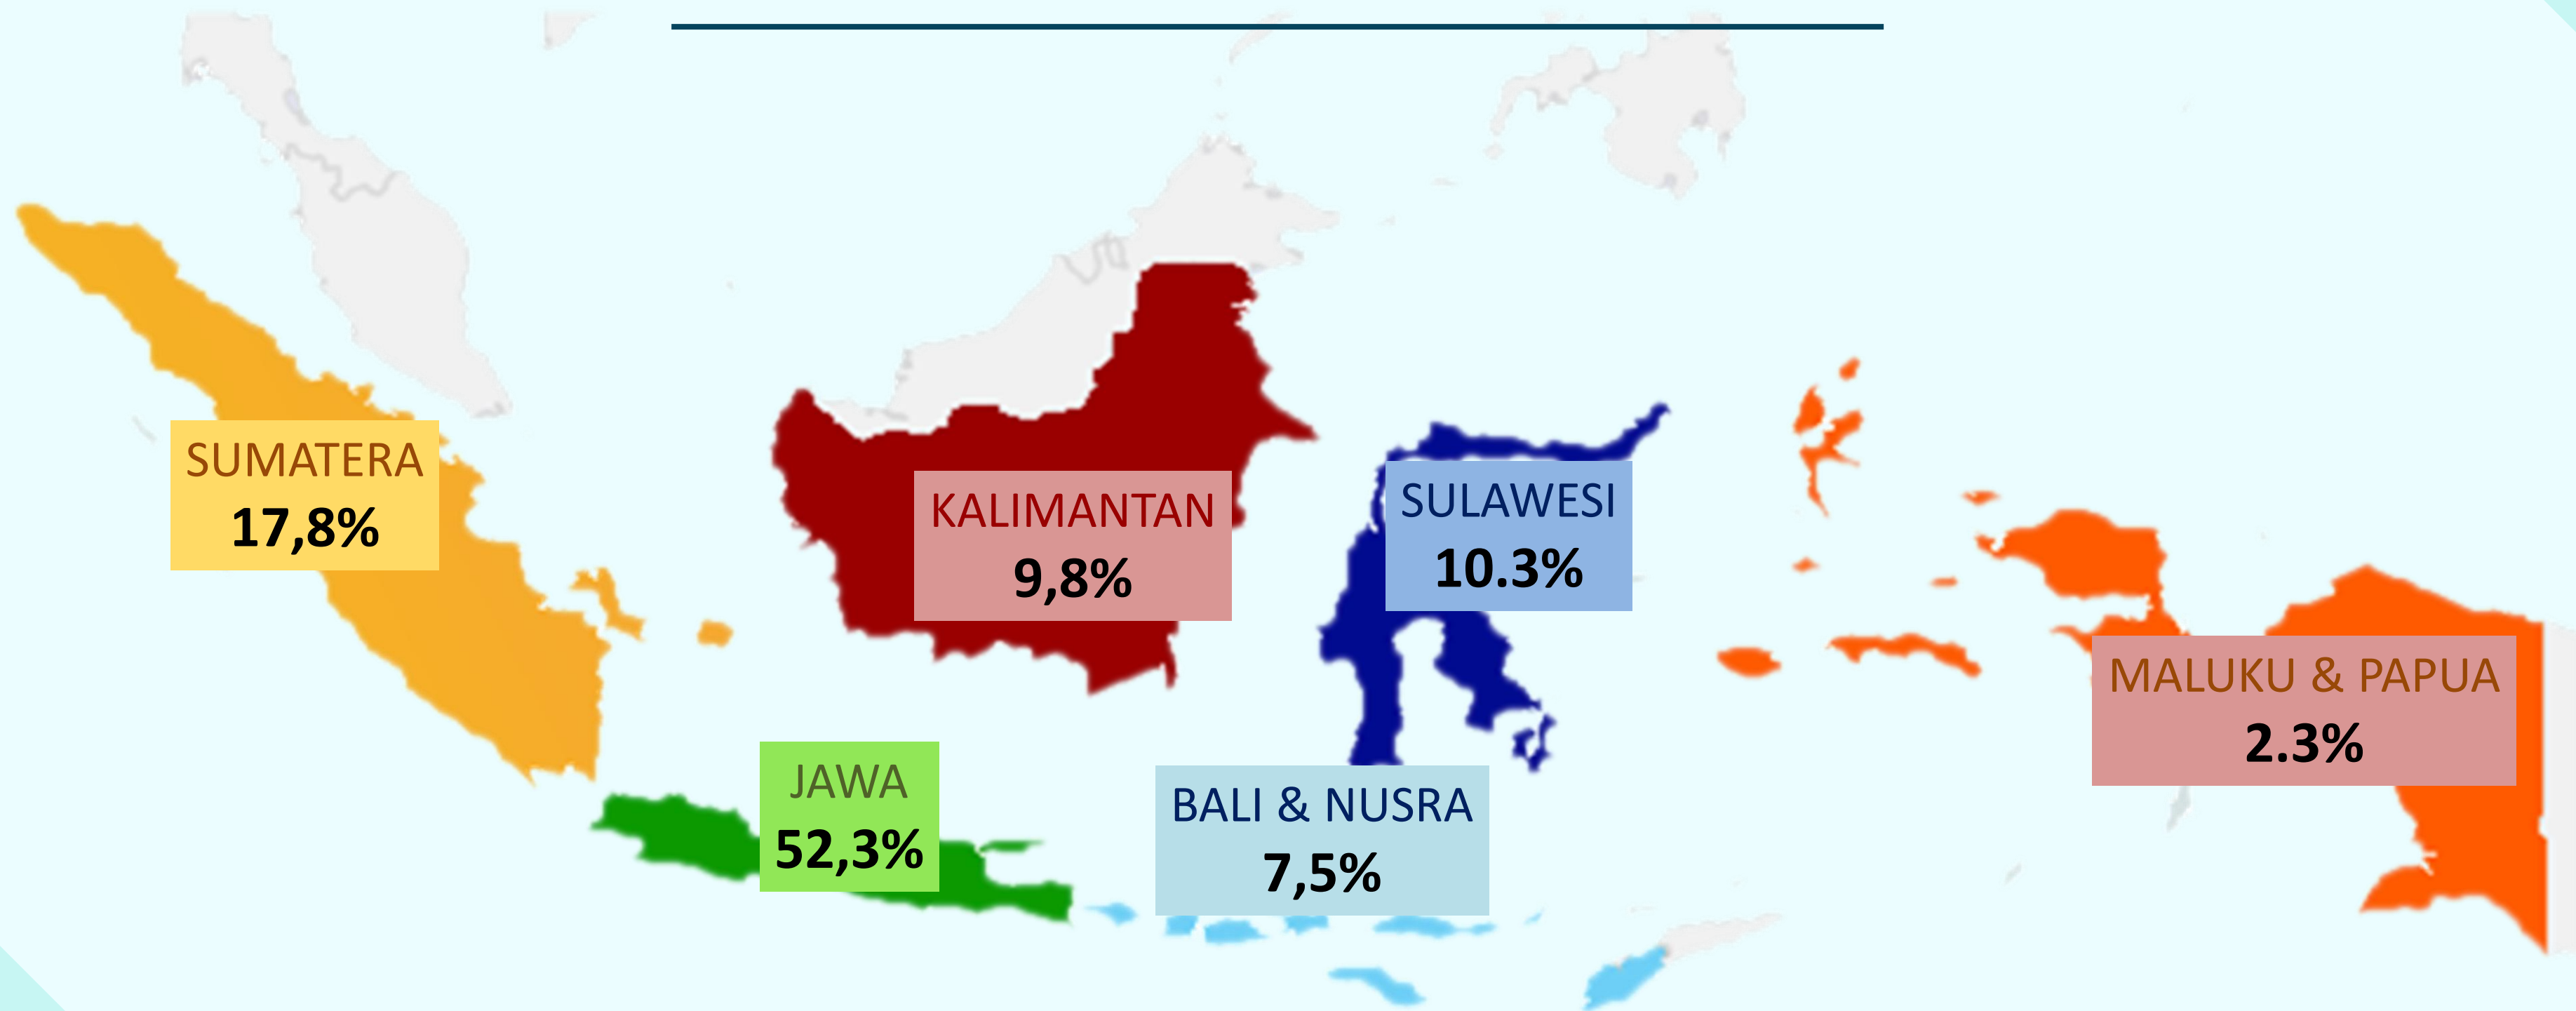 SUMATERA
17,8%
KALIMANTAN
9,8%
SULAWESI
10.3%
MALUKU & PAPUA
2.3%
JAWA
52,3%
BALI & NUSRA
7,5%